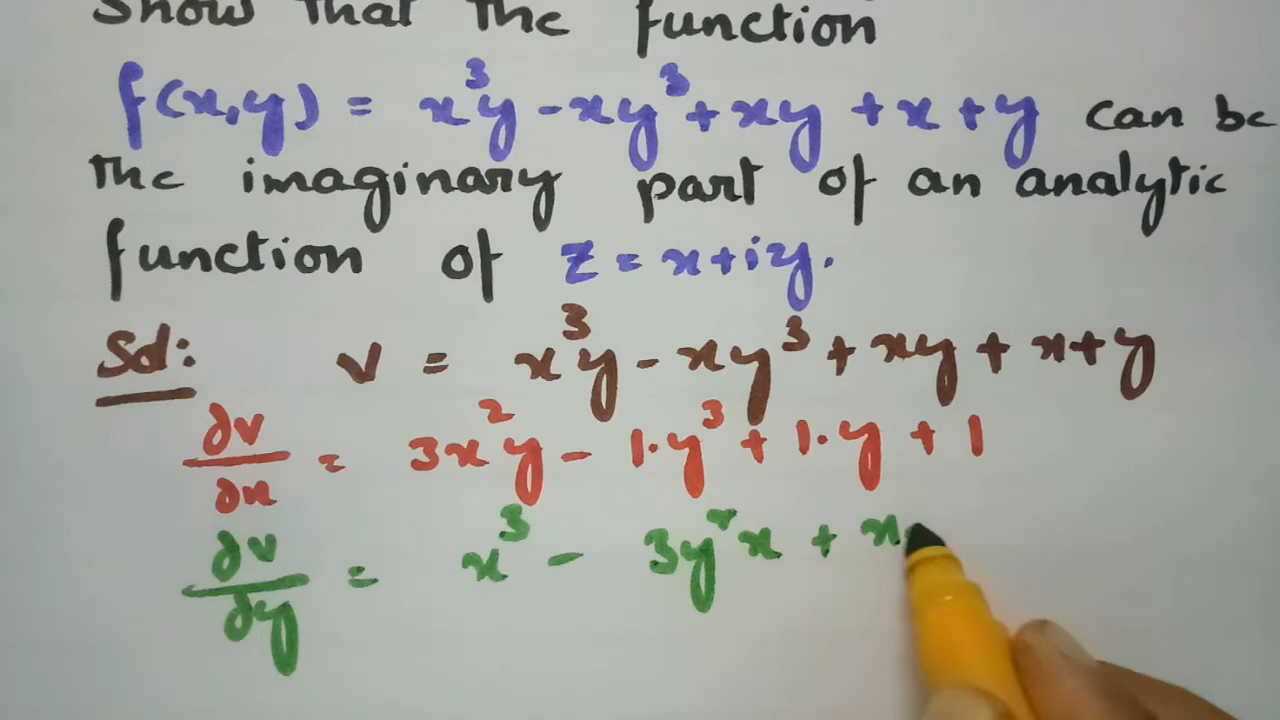 Show that the function
f(x,y) = x³y - xy³ + xy + x + y can be
the imaginary part of an analytic
function of z = x+iy.
Sol: v = x³y - xy³ + xy + x + y
∂v/∂x = 3x²y - 1·y³ + 1·y + 1
∂v/∂y = x³ - 3y²x + x